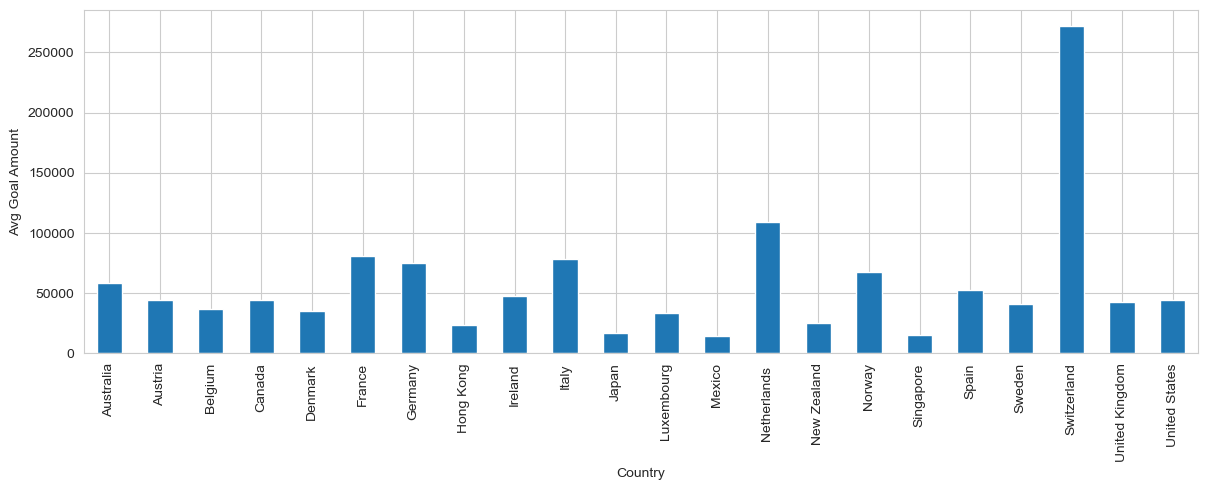 250000
200000
150000
100000
50000
0
Avg Goal Amount
Australia
Austria
Belgium
Canada
Denmark
France
Germany
Hong Kong
Ireland
Italy
Japan
Luxembourg
Mexico
Netherlands
New Zealand
Norway
Singapore
Spain
Sweden
Switzerland
United Kingdom
United States
Country